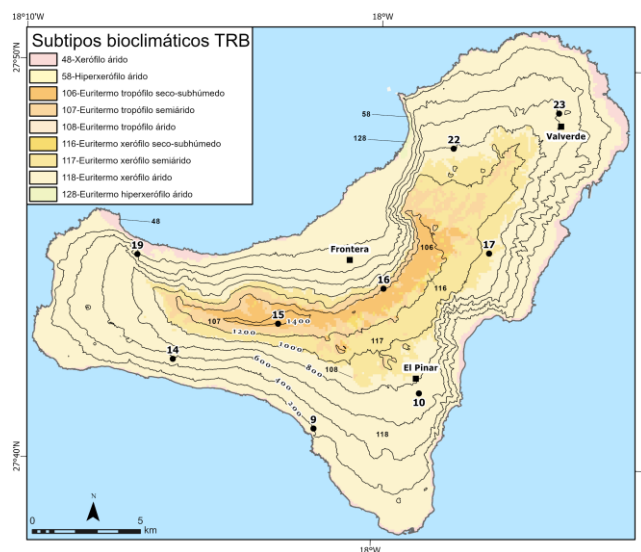 18°10'W
18°W
27°50'N
Subtipos bioclimáticos TRB
48-Xerófilo árido
58-Hiperxerófilo árido
106-Euritermo tropófilo seco-subhúmedo
107-Euritermo tropófilo semiárido
108-Euritermo tropófilo árido
116-Euritermo xerófilo seco-subhúmedo
117-Euritermo xerófilo semiárido
118-Euritermo xerófilo árido
128-Euritermo hiperxerófilo árido
58
128
23
Valverde
22
48
19
Frontera
106
17
16
116
107
15
1400
1200
1000
117
14
108
800
600
400
200
El Pinar
10
9
118
27°40'N
N
0
5
km
18°W